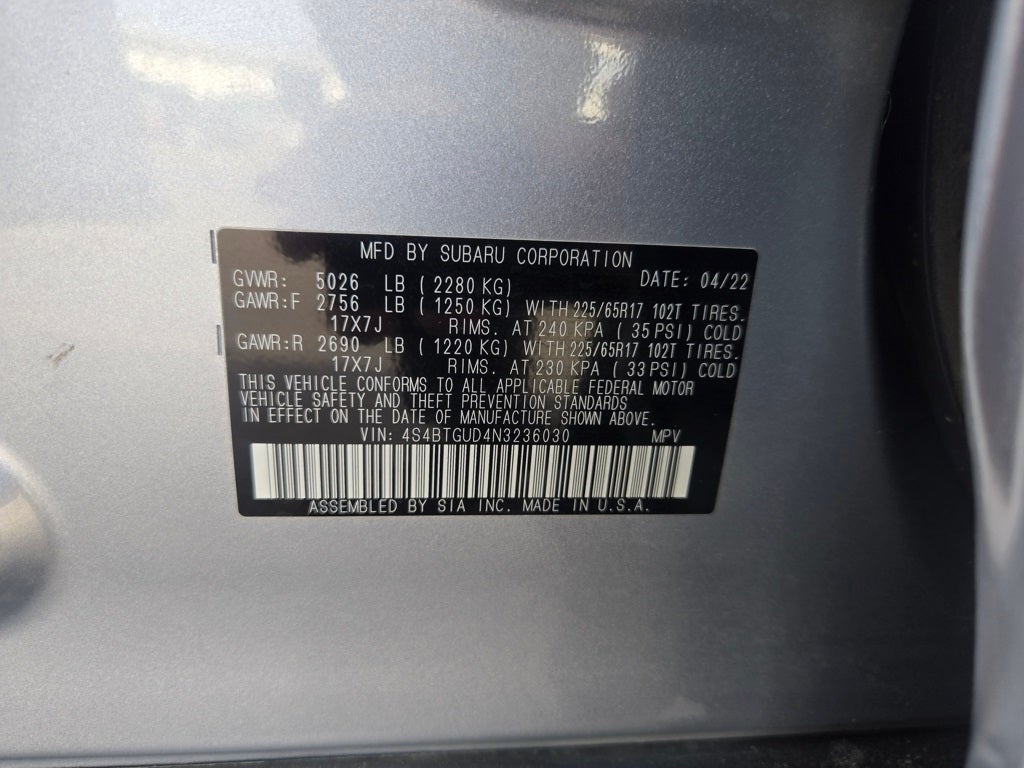 MFD BY SUBARU CORPORATION
GVWR: 5026 LB ( 2280 KG) DATE: 04/22
GAWR:F 2756 LB ( 1250 KG) WITH 225/65R17 102T TIRES.
17X7J RIMS. AT 240 KPA ( 35 PSI) COLD
GAWR:R 2690 LB ( 1220 KG) WITH 225/65R17 102T TIRES.
17X7J RIMS. AT 230 KPA ( 33 PSI) COLD
THIS VEHICLE CONFORMS TO ALL APPLICABLE FEDERAL MOTOR
VEHICLE SAFETY AND THEFT PREVENTION STANDARDS
IN EFFECT ON THE DATE OF MANUFACTURE SHOWN ABOVE.
VIN: 4S4BTGUD4N3236030 MPV
ASSEMBLED BY SIA INC. MADE IN U.S.A.